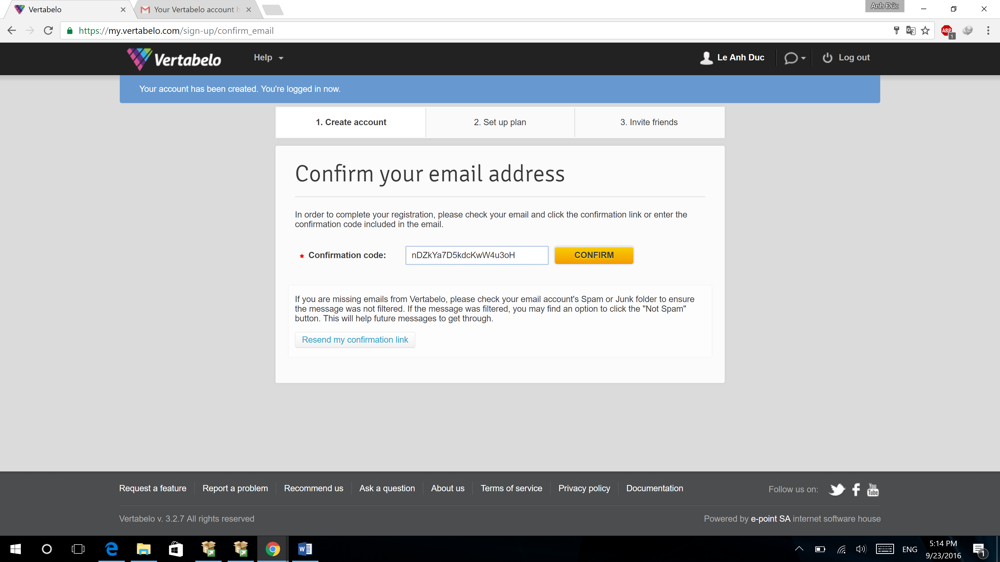 Vertabelo
Your Vertabelo account h
Anh Đức
https://my.vertabelo.com/sign-up/confirm_email
ABP
1
Vertabelo
Help
Le Anh Duc
Log out
Your account has been created. You're logged in now.
1. Create account
2. Set up plan
3. Invite friends
Confirm your email address
In order to complete your registration, please check your email and click the confirmation link or enter the
confirmation code included in the email.
Confirmation code:
nDZkYa7D5kdcKwW4u3oH
CONFIRM
If you are missing emails from Vertabelo, please check your email account's Spam or Junk folder to ensure
the message was not filtered. If the message was filtered, you may find an option to click the "Not Spam"
button. This will help future messages to get through.
Resend my confirmation link
Request a feature
Report a problem
Recommend us
Ask a question
About us
Terms of service
Privacy policy
Documentation
Follow us on:
You
Tube
Vertabelo v. 3.2.7 All rights reserved
Powered by e-point SA internet software house
ENG
5:14 PM
9/23/2016
1